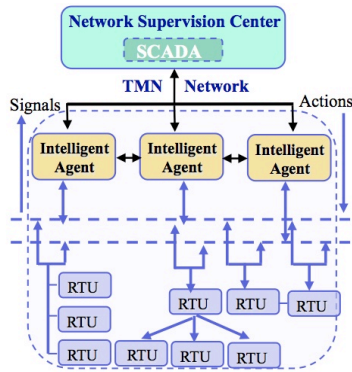 Network Supervision Center
SCADA
TMN Network
Signals
Actions
Intelligent
Agent
Intelligent
Agent
Intelligent
Agent
RTU
RTU
RTU
RTU
RTU
RTU
RTU
RTU
RTU